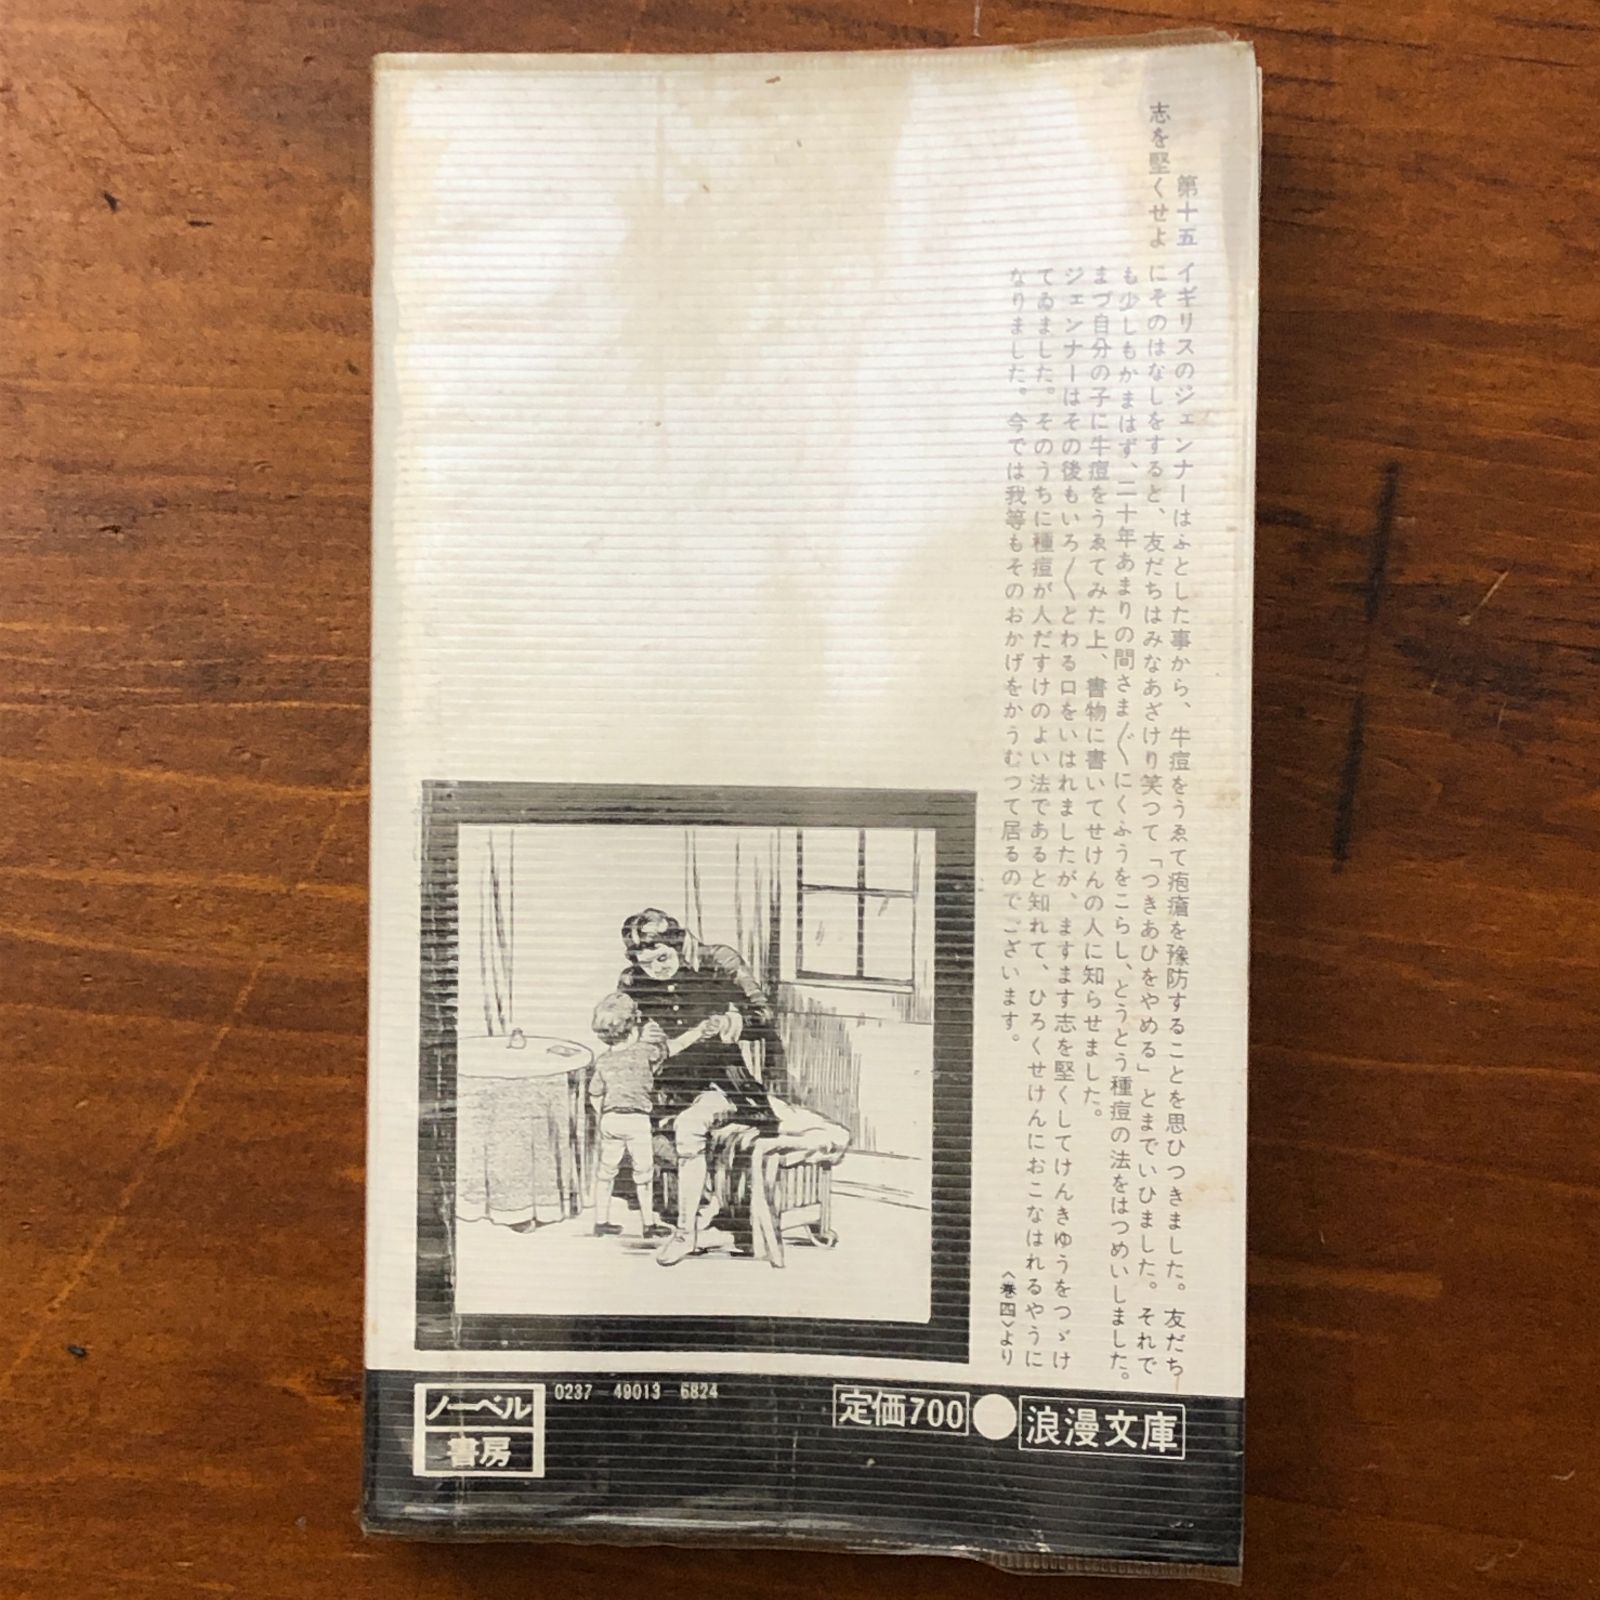 第十五
志を堅くせよ
イギリスのジェンナーはふとした事から、牛痘をうゑて疱瘡を豫防することを思ひつきました。友だち
にそのはなしをすると、友だちはみなあざけり笑つて「つきあひをやめる」とまでいひました。それで
も少しもかまはず、二十年あまりの間さま〴〵にくふうをこらし、とうとう種痘の法をはつめいしました。
まづ自分の子に牛痘をうゑてみた上、書物に書いてせけんの人に知らせました。
ジェンナーはその後もいろ〳〵とわる口をいはれましたが、ますます志を堅くしてけんきゆうをつゞけ
てゐました。そのうちに種痘が人だすけのよい法であると知れて、ひろくせけんにおこなはれるやうに
なりました。今では我等もそのおかげをかうむつて居るのでございます。
〈巻四〉より
ノーベル
書房
0237-49013-6824
定価700
浪漫文庫